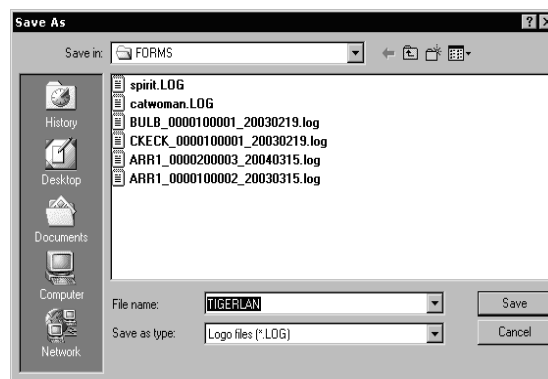 Save As
Save in: FORMS
spirit.LOG
catwoman.LOG
BULB_0000100001_20030219.log
CKECK_0000100001_20030219.log
ARR1_0000200003_20040315.log
ARR1_0000100002_20030315.log
History
Desktop
Documents
Computer
Network
File name: TIGERLAN Save
Save as type: Logo files (*.LOG) Cancel